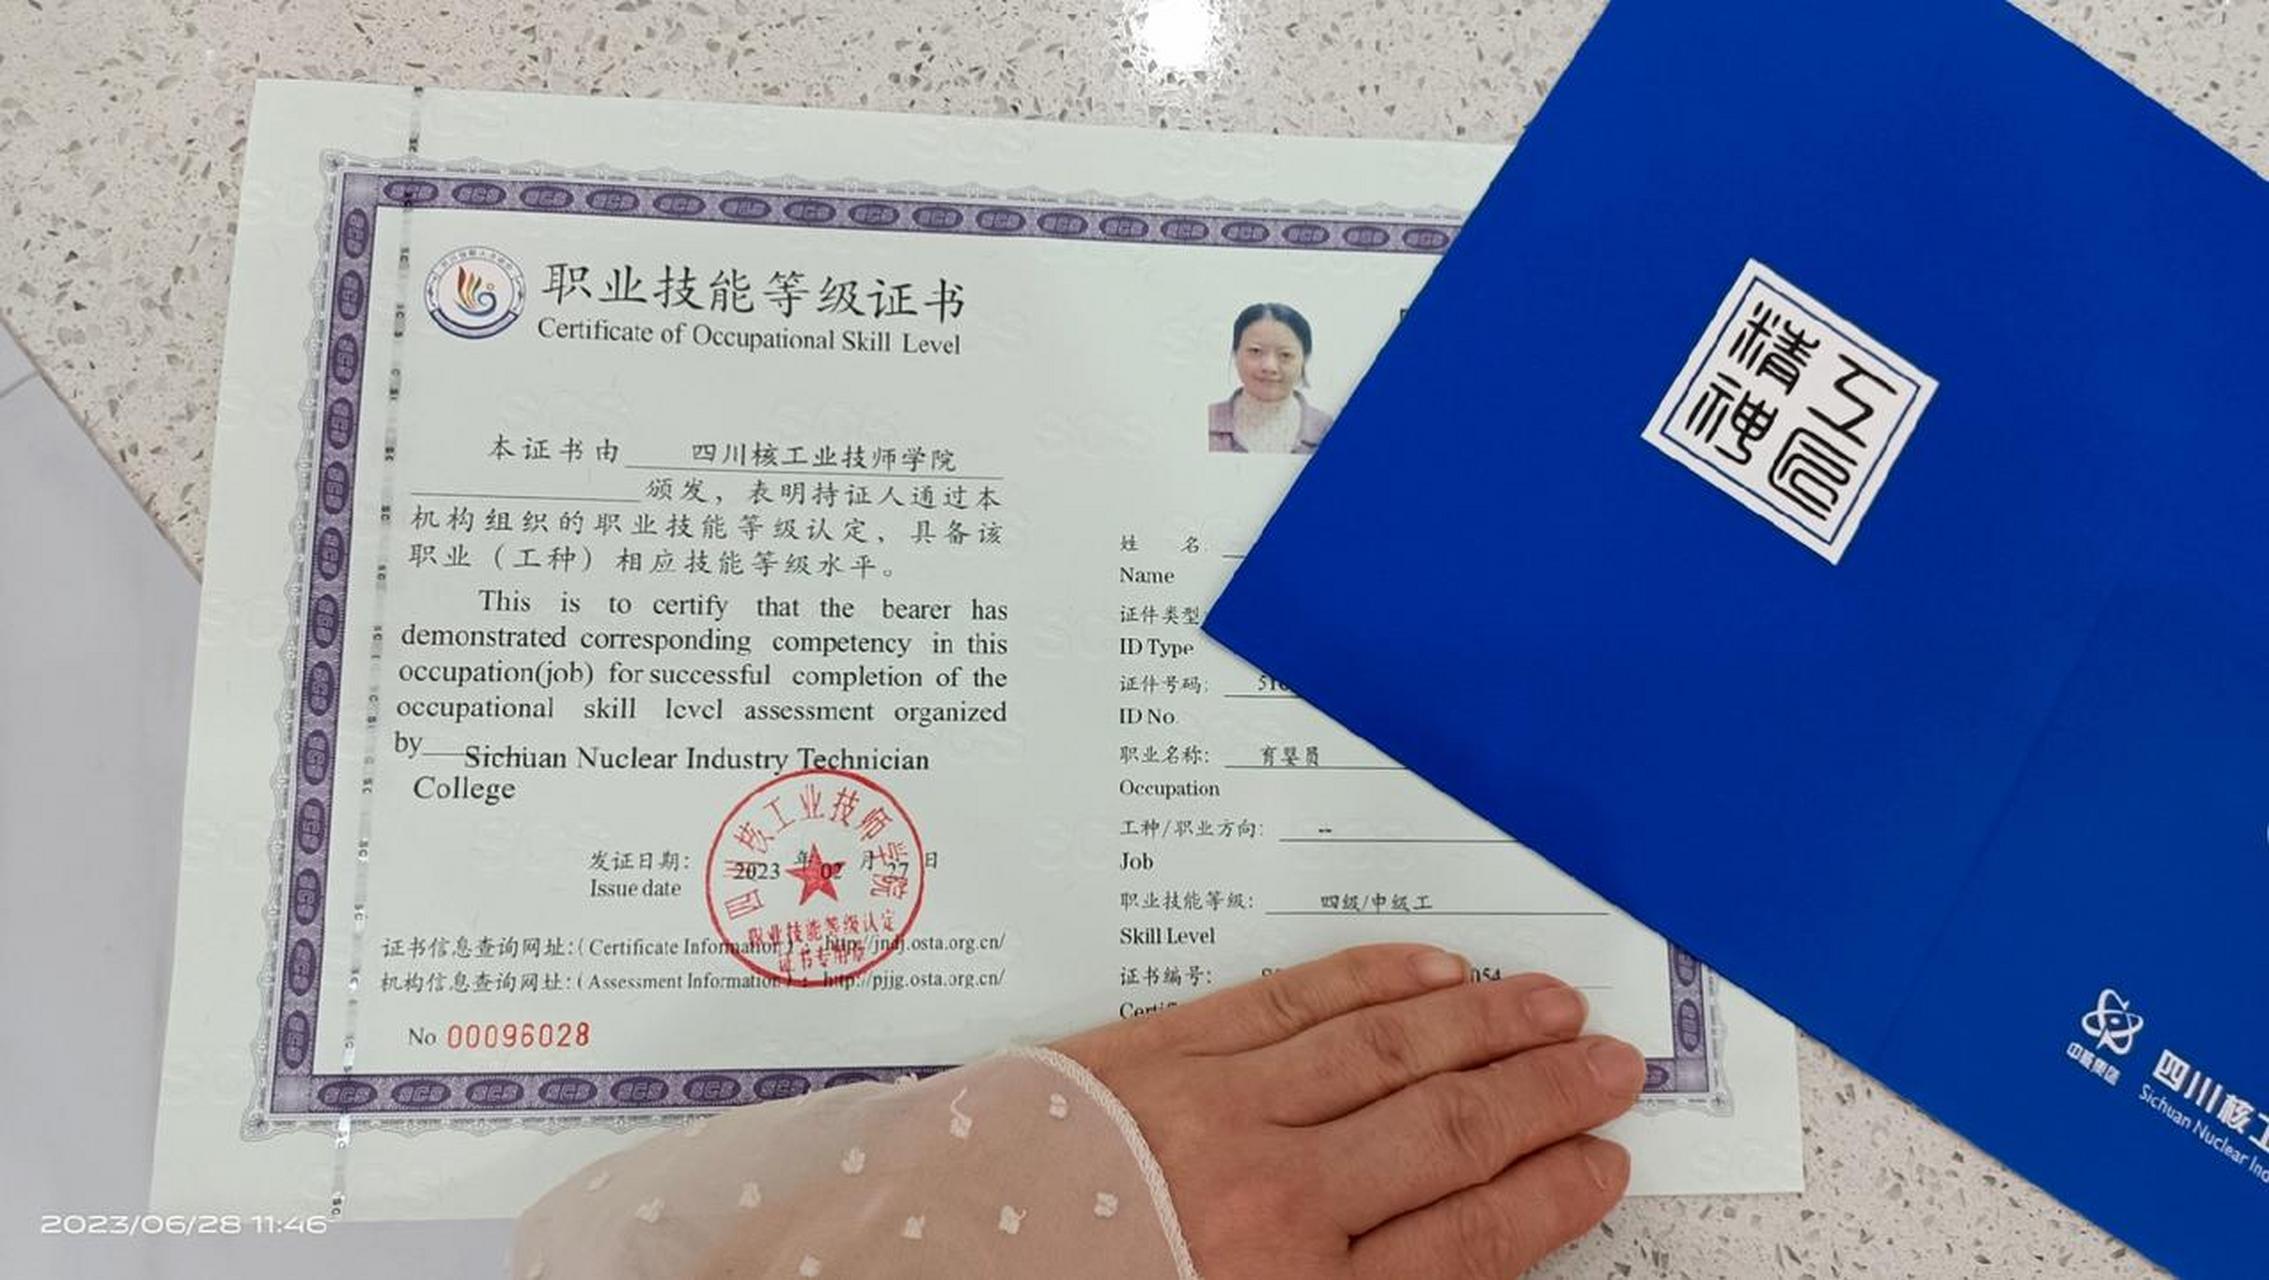 职业技能等级证书
Certificate of Occupational Skill Level
本证书由 四川核工业技师学院
颁发，表明持证人通过本
机构组织的职业技能等级认定，具备该
职业（工种）相应技能等级水平。
This is to certify that the bearer has
demonstrated corresponding competency in this
occupation(job) for successful completion of the
occupational skill level assessment organized
by Sichuan Nuclear Industry Technician
College
发证日期： 2023 年 02 月 27 日
Issue date
证书信息查询网址：( Certificate Information )： http://jndj.osta.org.cn/
机构信息查询网址：( Assessment Information )： http://pjjg.osta.org.cn/
No 00096028
四川核工业技师学院
职业技能等级认定
证书专用章
姓 名:
Name
证件类型:
ID Type
证件号码: 510
ID No.
职业名称: 育婴员
Occupation
工种/职业方向: --
Job
职业技能等级: 四级/中级工
Skill Level
证书编号: 054
工匠
精神
中核集团
四川核工
Sichuan Nuclear Ind
2023/06/28 11:46